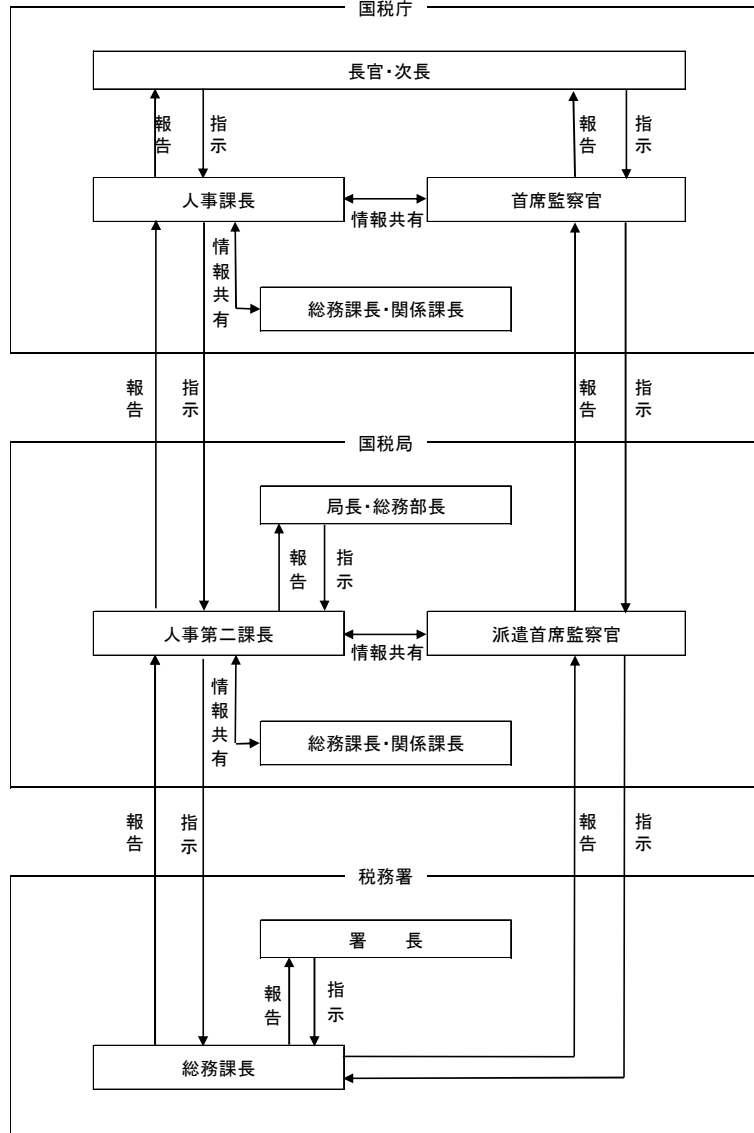 国税庁
長官・次長
報告
指示
報告
指示
人事課長
情報共有
首席監察官
情報共有
総務課長・関係課長
報告
指示
報告
指示
国税局
局長・総務部長
報告
指示
人事第二課長
情報共有
派遣首席監察官
情報共有
総務課長・関係課長
報告
指示
報告
指示
税務署
署　長
報告
指示
総務課長